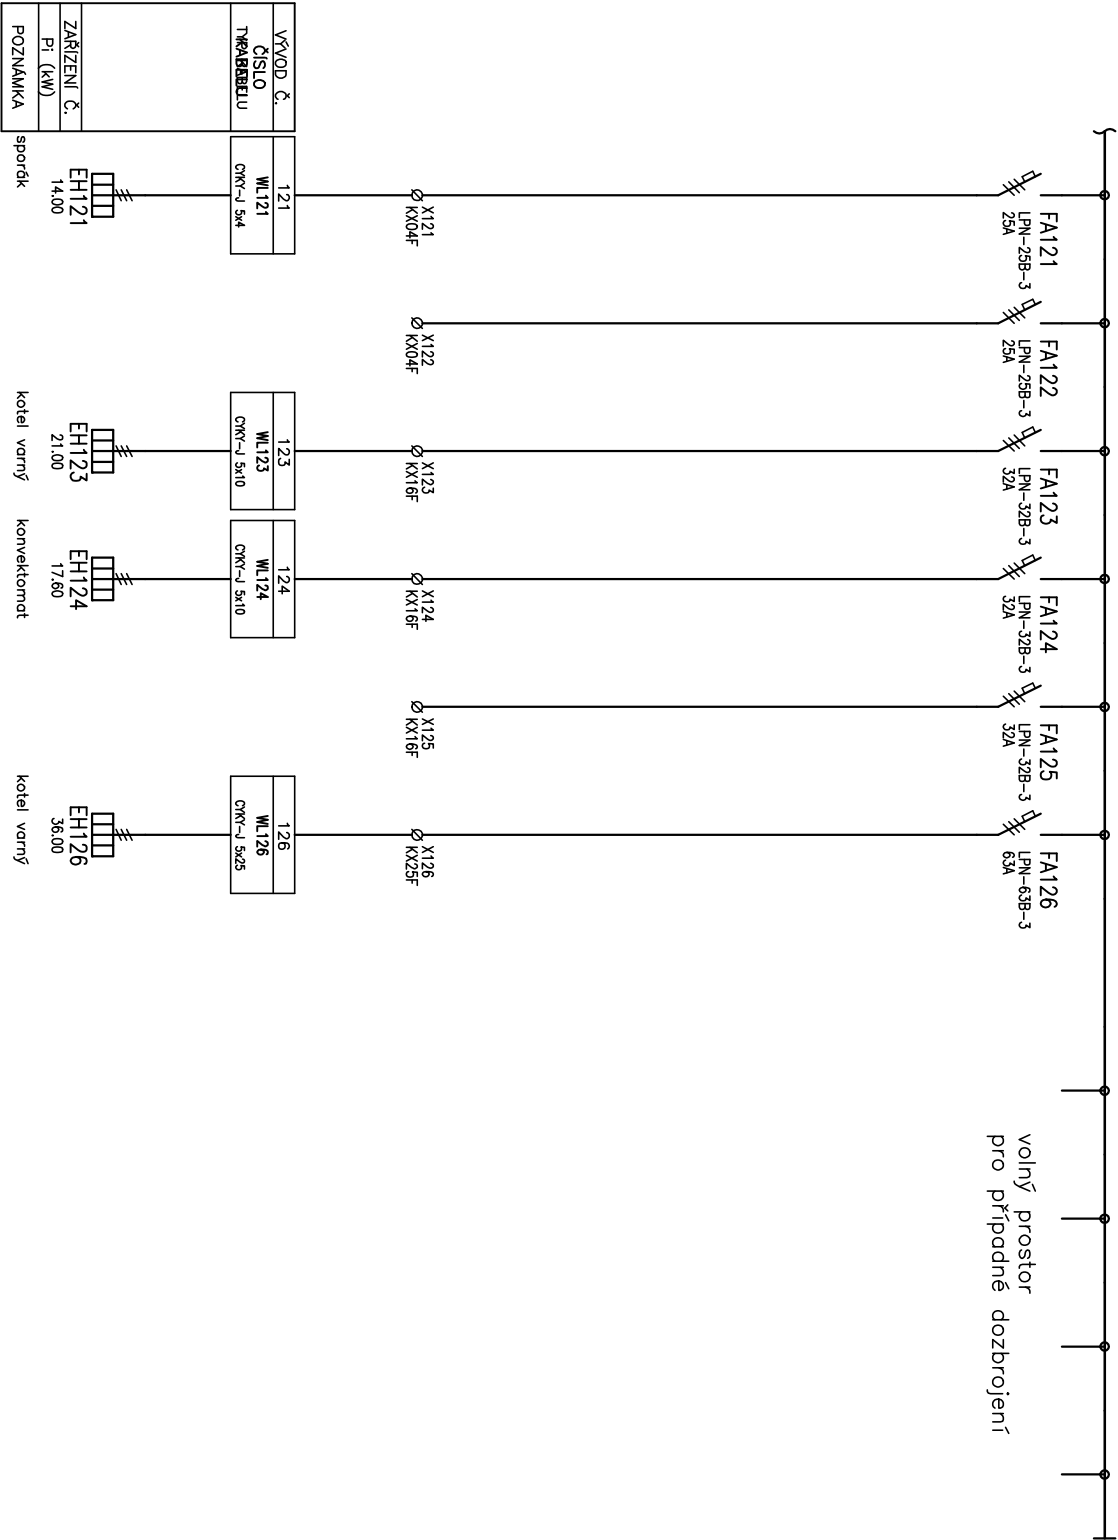 FA121
LPN-25B-3
25A
FA122
LPN-25B-3
25A
FA123
LPN-32B-3
32A
FA124
LPN-32B-3
32A
FA125
LPN-32B-3
32A
FA126
LPN-63B-3
63A
volný prostor
pro případné dozbrojení
X121
KX04F
X122
KX04F
X123
KX16F
X124
KX16F
X125
KX16F
X126
KX25F
VÝVOD Č.
121
123
124
126
ČÍSLO
WL121
WL123
WL124
WL126
CYKY-J 5x4
CYKY-J 5x10
CYKY-J 5x10
CYKY-J 5x25
ZAŘÍZENÍ Č.
EH121
EH123
EH124
EH126
Pi (kW)
14.00
21.00
17.60
36.00
POZNÁMKA
sporák
kotel varný
konvektomat
kotel varný